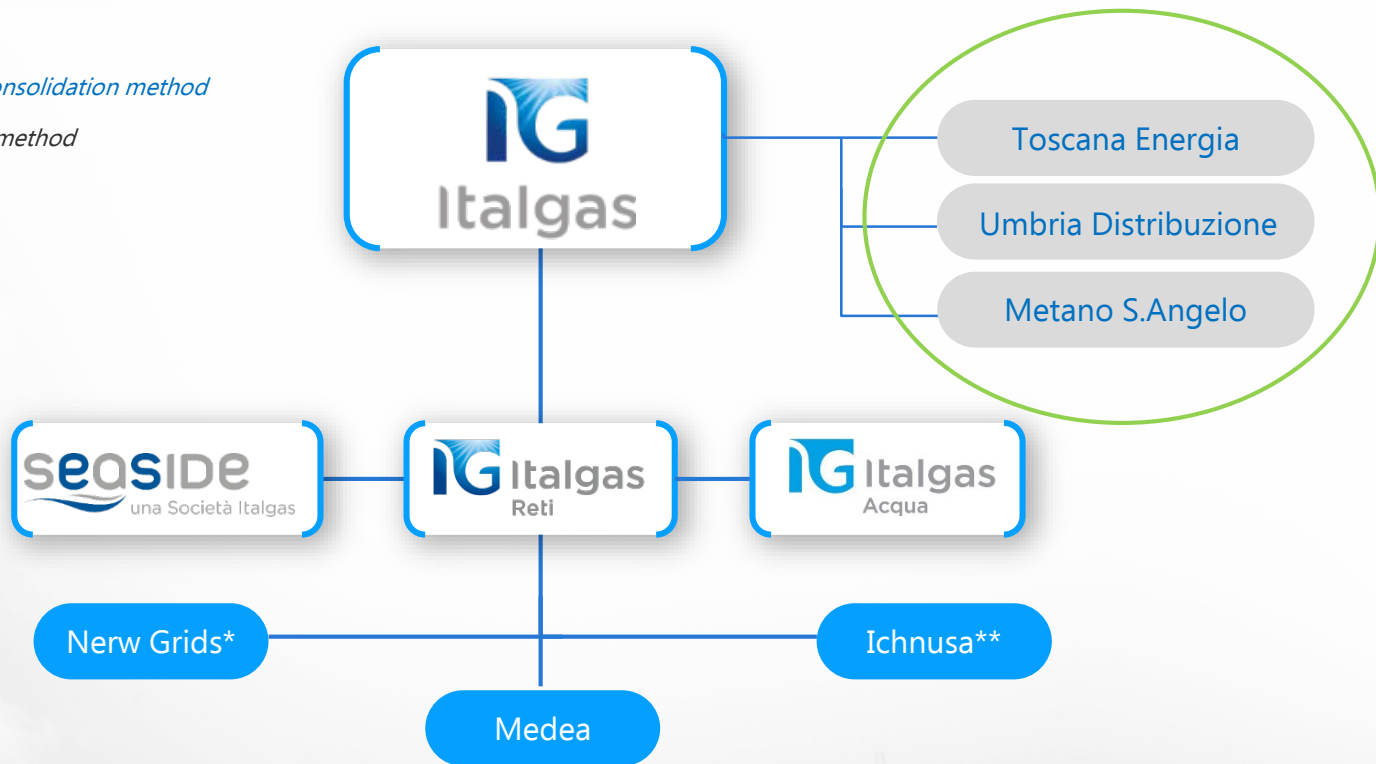 onsolidation method
method
IG
Italgas
Toscana Energia
Umbria Distribuzione
Metano S.Angelo
seasIDe
una Società Italgas
IG Italgas
Reti
IG Italgas
Acqua
Nerw Grids*
Ichnusa**
Medea